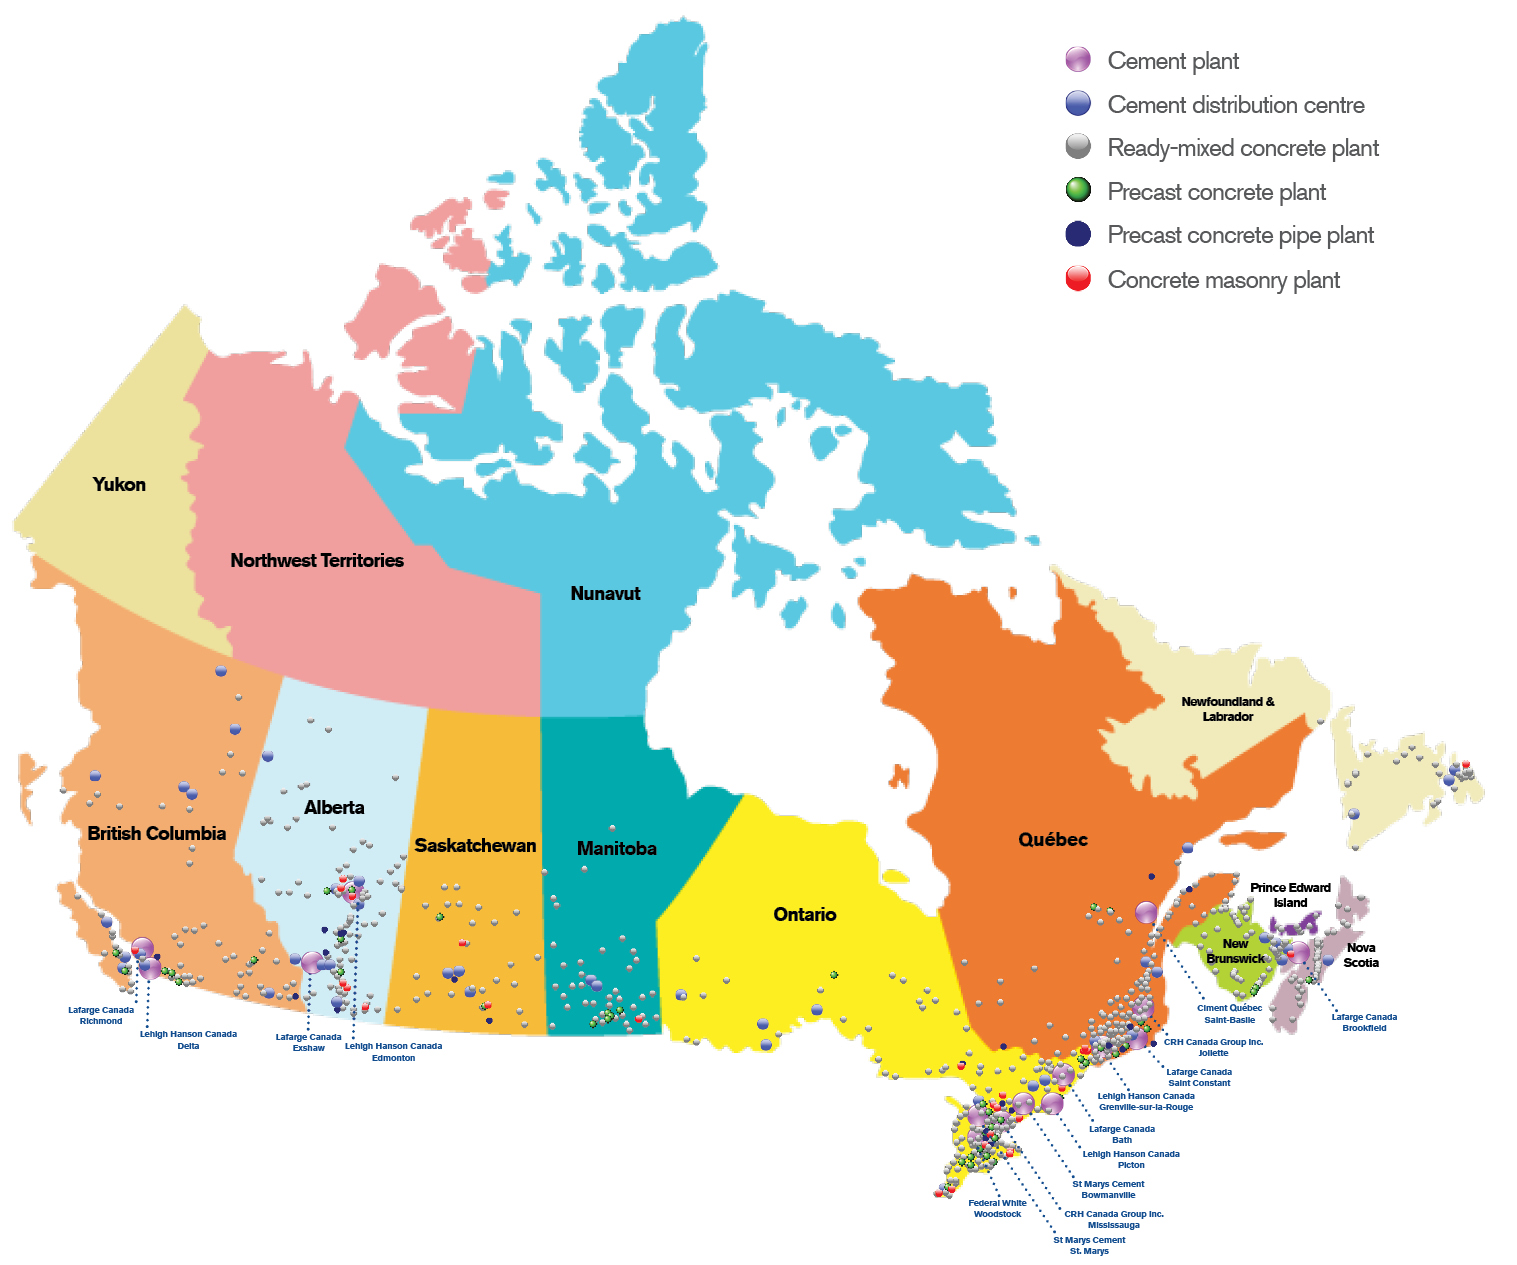 Cement plant
Cement distribution centre
Ready-mixed concrete plant
Precast concrete plant
Precast concrete pipe plant
Concrete masonry plant
Yukon
Northwest Territories
Nunavut
Newfoundland &
Labrador
Alberta
British Columbia
Saskatchewan
Manitoba
Québec
Ontario
Prince Edward
Island
New
Brunswick
Nova
Scotia
Lafarge Canada
Richmond
Lehigh Hanson Canada
Delta
Lafarge Canada
Exshaw
Lehigh Hanson Canada
Edmonton
Ciment Québec
Saint-Basile
Lafarge Canada
Brookfield
CRH Canada Group Inc.
Joliette
Lafarge Canada
Saint Constant
Lehigh Hanson Canada
Grenville-sur-la-Rouge
Lafarge Canada
Bath
Lehigh Hanson Canada
Picton
St Marys Cement
Bowmanville
Federal White
Woodstock
CRH Canada Group Inc.
Mississauga
St Marys Cement
St. Marys